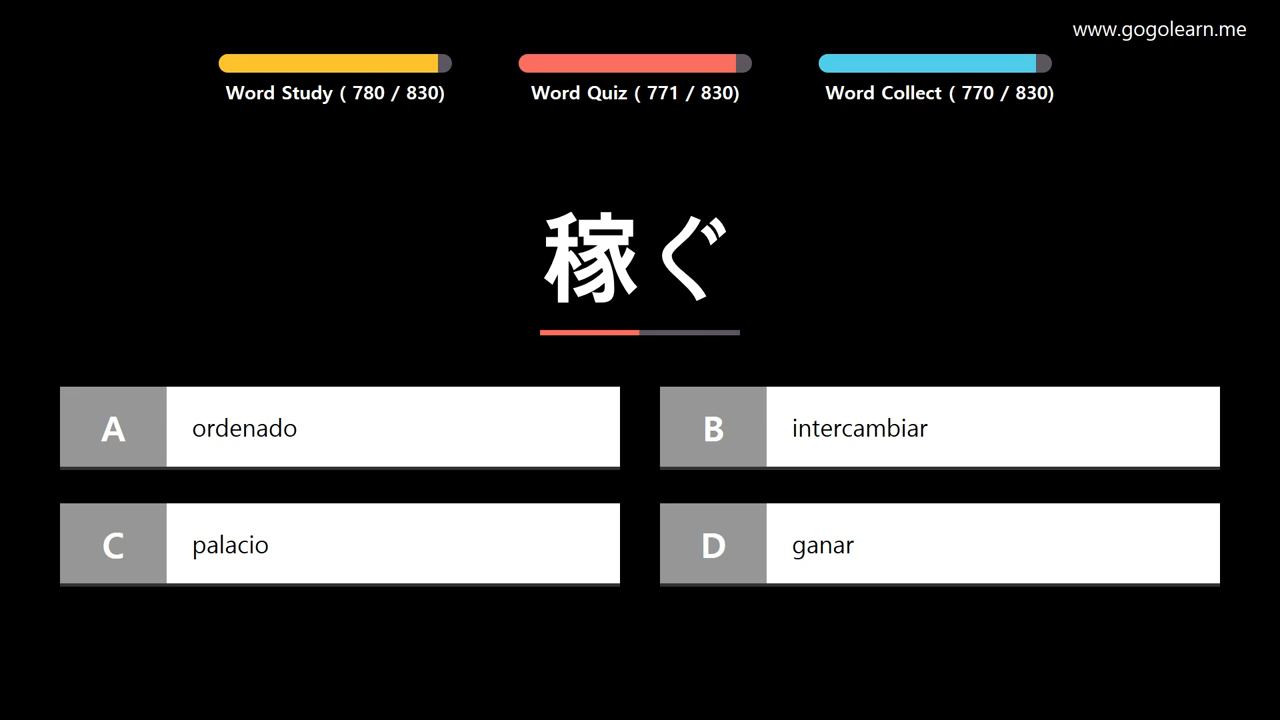 www.gogolearn.me
Word Study ( 780 / 830)
Word Quiz ( 771 / 830)
Word Collect ( 770 / 830)
稼ぐ
A ordenado
B intercambiar
C palacio
D ganar